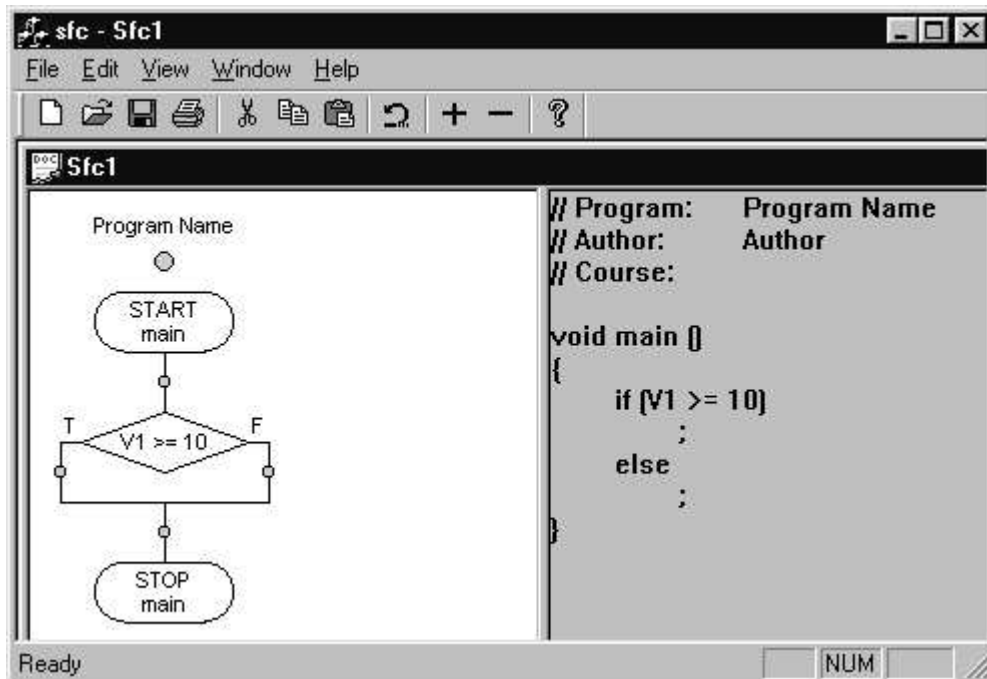 sfc - Sfc1
File Edit View Window Help
DOC
Sfc1
Program Name
START
main
T
V1 >= 10
F
STOP
main
// Program: Program Name
// Author: Author
// Course:
void main ()
{
if (V1 >= 10)
;
else
;
}
Ready
NUM